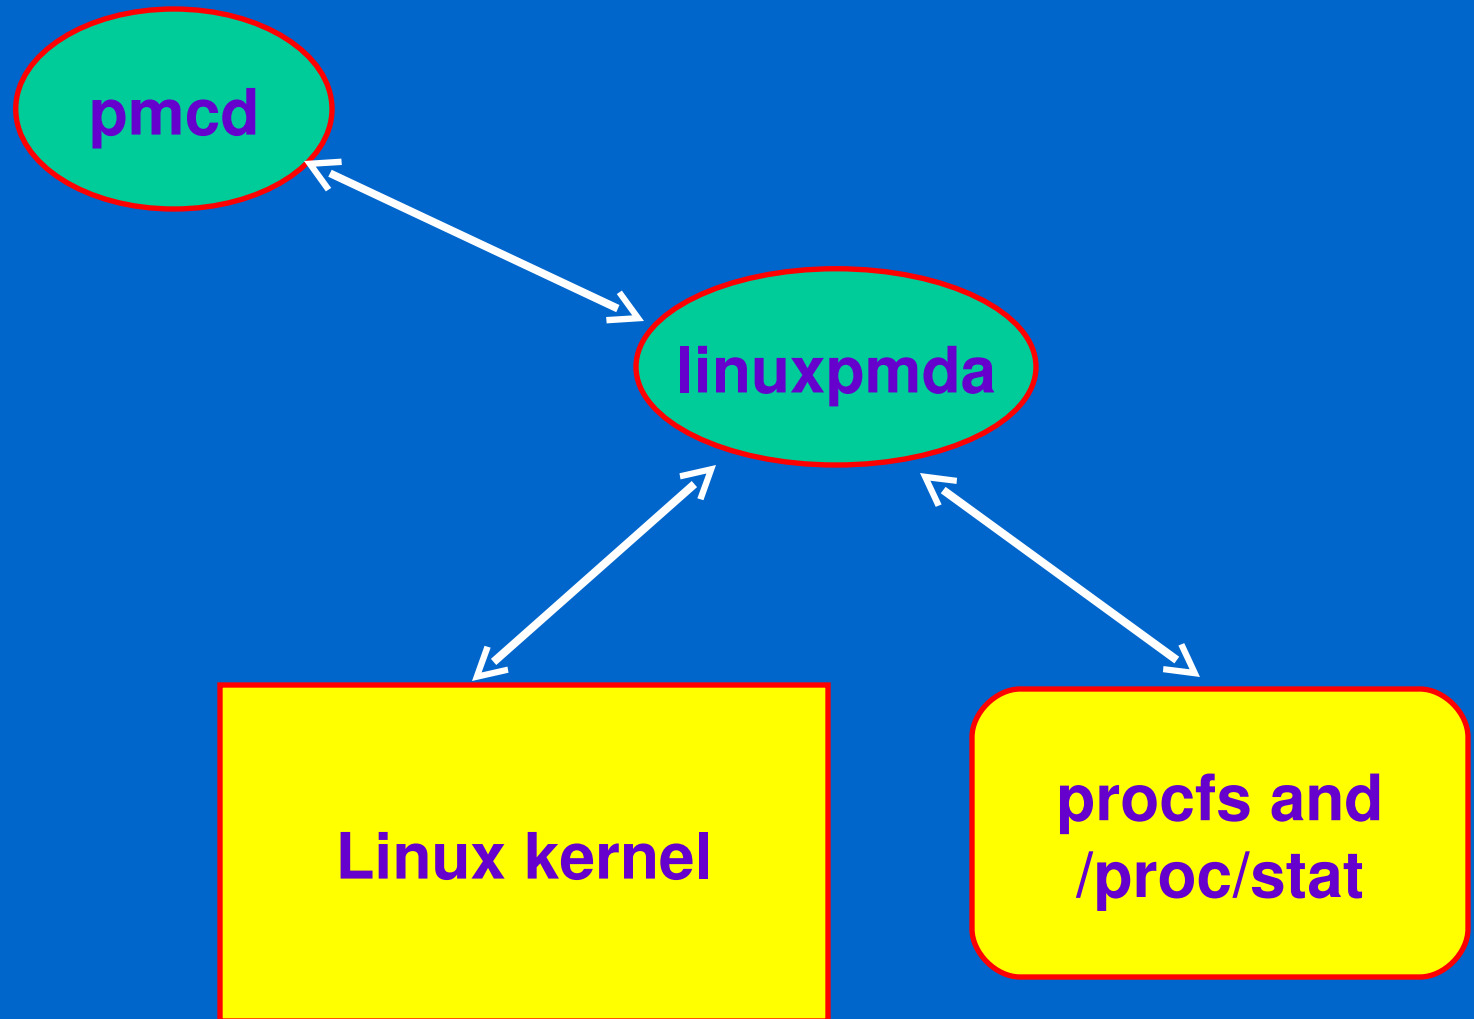 pmcd
linuxpmda
Linux kernel
procfs and
/proc/stat